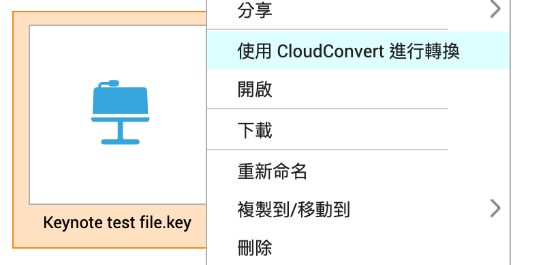 分享
使用 CloudConvert 進行轉換
開啟
下載
重新命名
複製到/移動到
刪除
Keynote test file.key